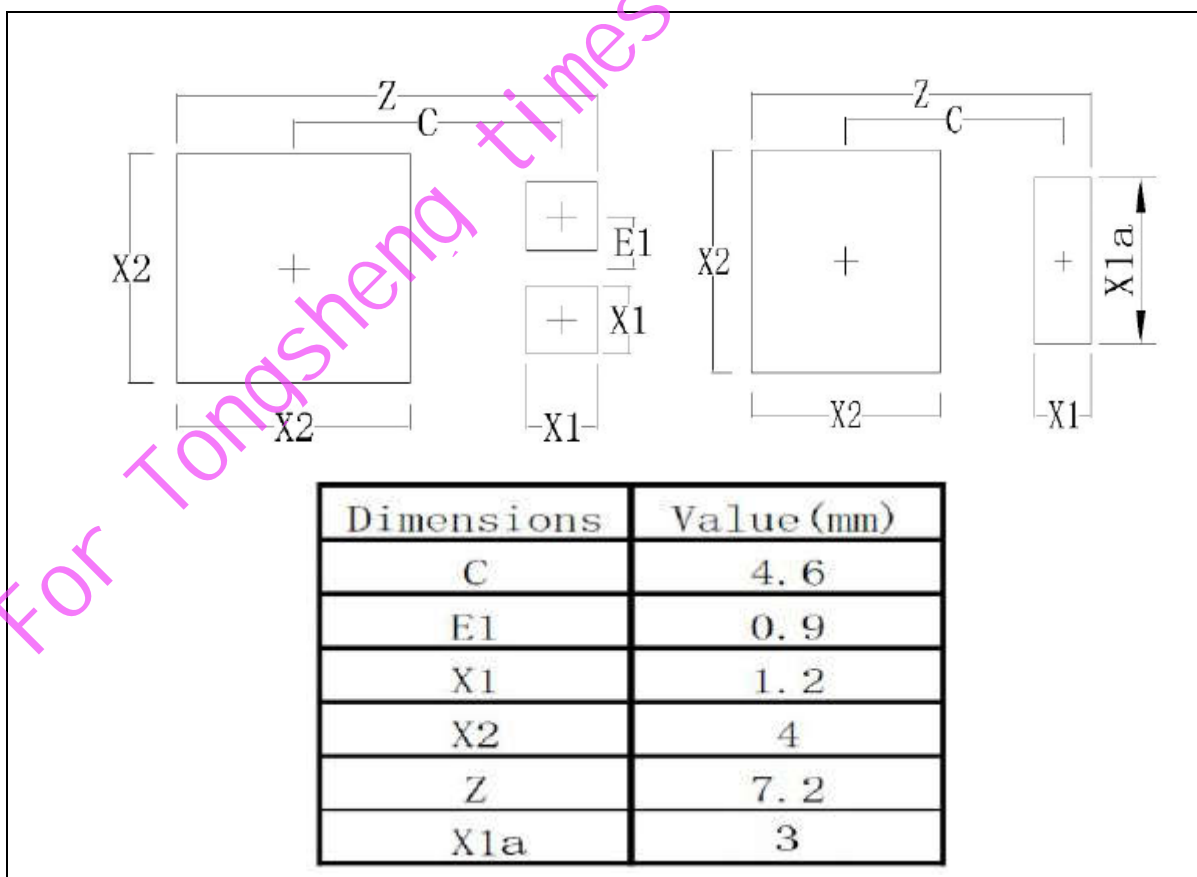 For Tongsheng times
Z
C
X2
E1
X1
X2
X1
Z
C
X2
X1a
X2
X1
Dimensions Value(mm)
C 4.6
E1 0.9
X1 1.2
X2 4
Z 7.2
X1a 3